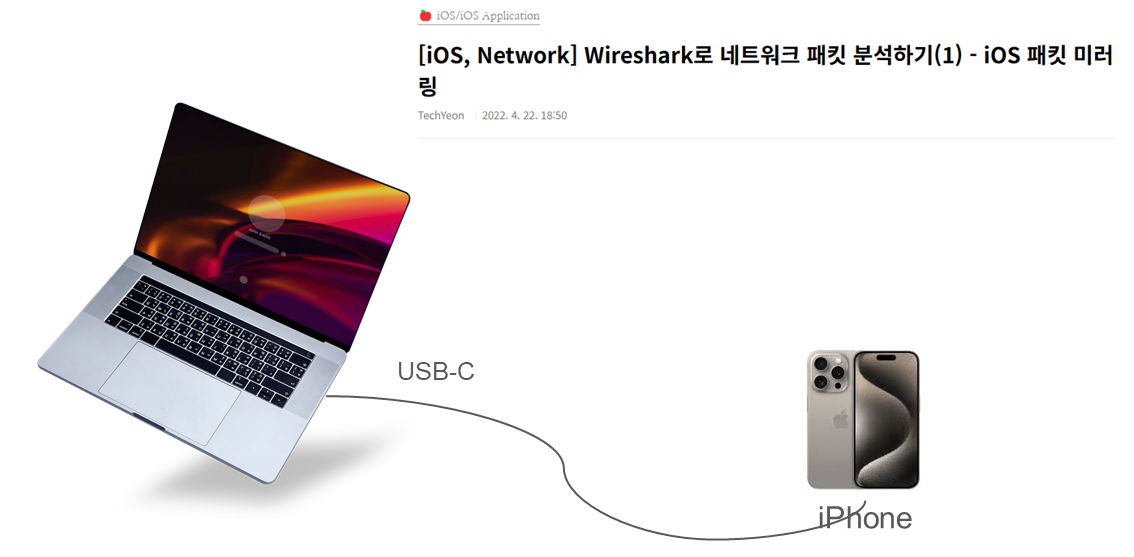 iOS/iOS Application
[iOS, Network] Wireshark로 네트워크 패킷 분석하기(1) - iOS 패킷 미러
링
TechYeon 2022. 4. 22. 18:50
USB-C
iPhone